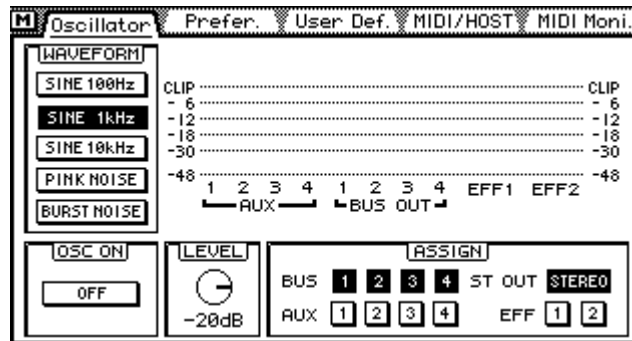 M Oscillator Prefer. User Def. MIDI/HOST MIDI Moni.
WAVEFORM
SINE 100Hz
SINE 1kHz
SINE 10kHz
PINK NOISE
BURST NOISE
CLIP CLIP
-6 -6
-12 -12
-18 -18
-30 -30
-48 -48
1 2 3 4 1 2 3 4 EFF1 EFF2
AUX BUS OUT
OSC ON
OFF
LEVEL
-20dB
ASSIGN
BUS 1 2 3 4 ST OUT STEREO
AUX 1 2 3 4 EFF 1 2